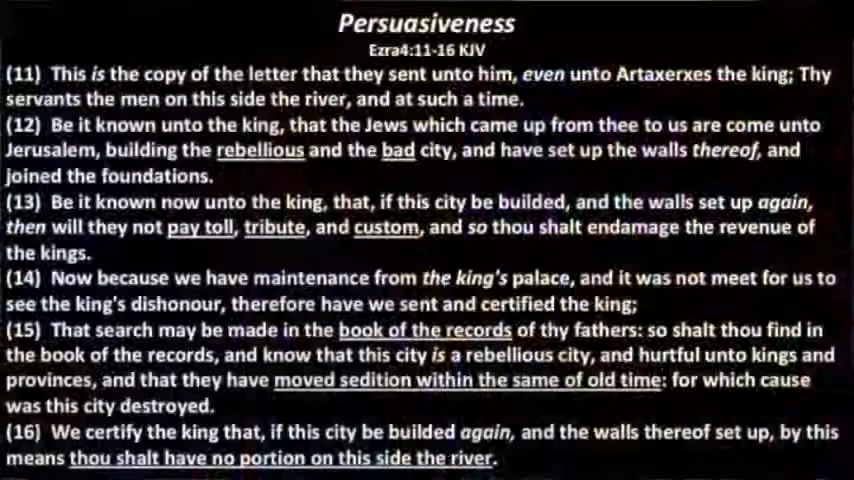 Persuasiveness
Ezra4:11-16 KJV
(11) This is the copy of the letter that they sent unto him, even unto Artaxerxes the king; Thy
servants the men on this side the river, and at such a time.
(12) Be it known unto the king, that the Jews which came up from thee to us are come unto
Jerusalem, building the rebellious and the bad city, and have set up the walls thereof, and
joined the foundations.
(13) Be it known now unto the king, that, if this city be builded, and the walls set up again,
then will they not pay toll, tribute, and custom, and so thou shalt endamage the revenue of
the kings.
(14) Now because we have maintenance from the king's palace, and it was not meet for us to
see the king's dishonour, therefore have we sent and certified the king;
(15) That search may be made in the book of the records of thy fathers: so shalt thou find in
the book of the records, and know that this city is a rebellious city, and hurtful unto kings and
provinces, and that they have moved sedition within the same of old time: for which cause
was this city destroyed.
(16) We certify the king that, if this city be builded again, and the walls thereof set up, by this
means thou shalt have no portion on this side the river.